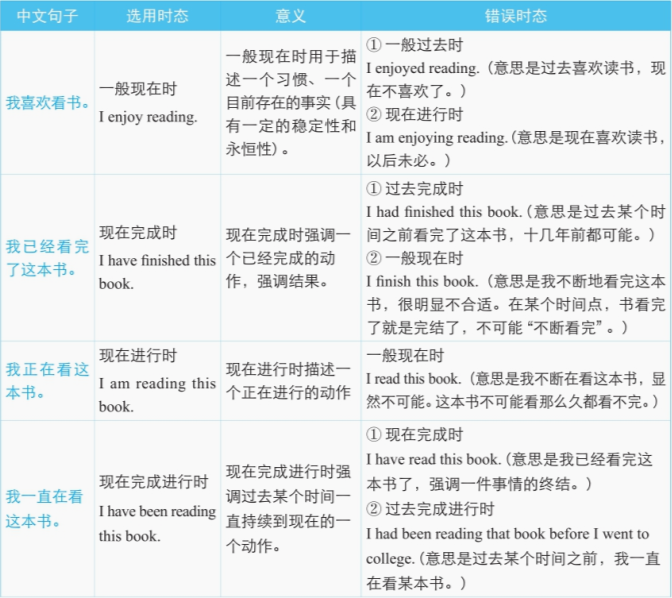 中文句子 选用时态 意义 错误时态
我喜欢看书。
一般现在时
I enjoy reading.
一般现在时用于描
述一个习惯、一个
目前存在的事实（具
有一定的稳定性和
永恒性）。
① 一般过去时
I enjoyed reading.（意思是过去喜欢读书，现
在不喜欢了。）
② 现在进行时
I am enjoying reading.（意思是现在喜欢读书，
以后未必。）
我已经看完
了这本书。
现在完成时
I have finished this
book.
现在完成时强调一
个已经完成的动
作，强调结果。
① 过去完成时
I had finished this book.（意思是过去某个时
间之前看完了这本书，十几年前都可能。）
② 一般现在时
I finish this book.（意思是我不断地看完这本
书，很明显不合适。在某个时间点，书看完
了就是完结了，不可能“不断看完”。）
我正在看这
本书。
现在进行时
I am reading this
book.
现在进行时描述一
个正在进行的动作
一般现在时
I read this book.（意思是我不断在看这本书，显
然不可能。这本书不可能看那么久都看不完。）
我一直在看
这本书。
现在完成进行时
I have been reading
this book.
现在完成进行时强
调过去某个时间一
直持续到现在的一
个动作。
① 现在完成时
I have read this book.（意思是我已经看完这
本书了，强调一件事情的终结。）
② 过去完成进行时
I had been reading that book before I went to
college.（意思是过去某个时间之前，我一直
在看某本书。）